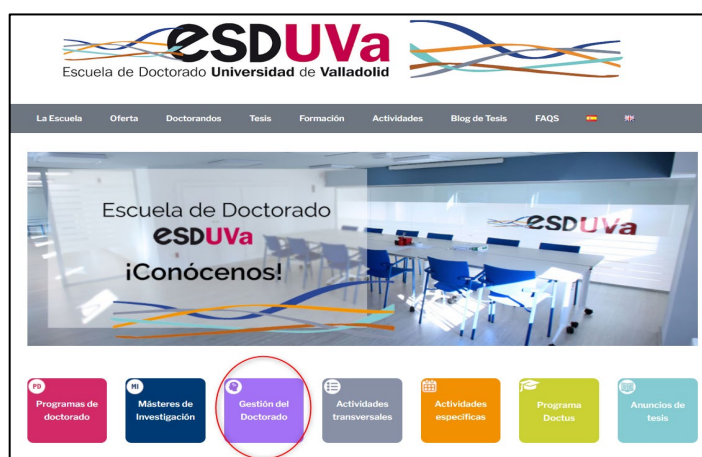 esDUVa
Escuela de Doctorado Universidad de Valladolid
La Escuela Oferta Doctorandos Tesis Formación Actividades Blog de Tesis FAQS
Escuela de Doctorado
esDUVa
¡Conócenos!
esDUVa
PD
Programas de
doctorado
MI
Másteres de
Investigación
Gestión del
Doctorado
Actividades
transversales
Actividades
específicas
Programa
Doctus
Anuncios de
tesis